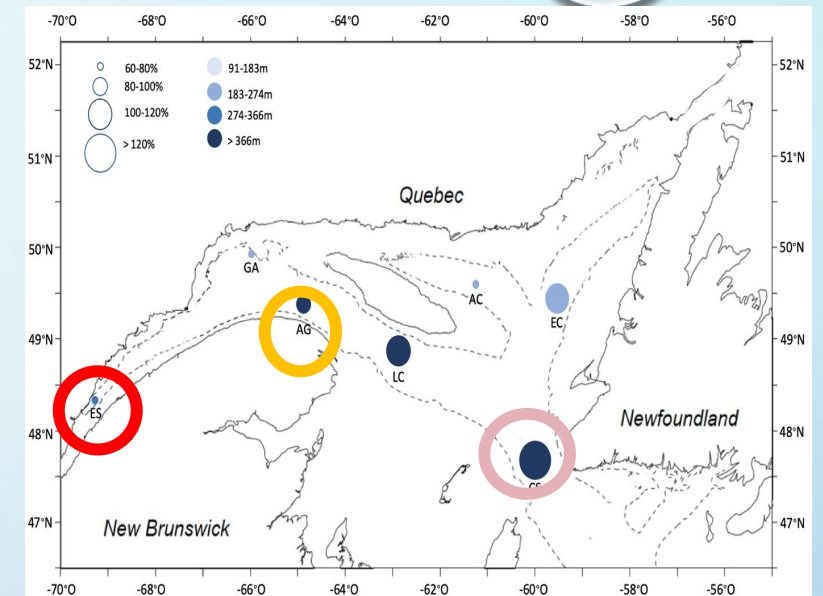 -70°O -68°O -66°O -64°O -62°O -60°O -58°O -56°O
52°N 60-80% 91-183m 52°N
80-100% 183-274m
100-120% 274-366m
> 120% > 366m
51°N 51°N
Quebec
50°N 50°N
GA
AC
EC
AG
49°N 49°N
LC
ES
Newfoundland
48°N 48°N
New Brunswick
47°N 47°N
-70°O -68°O -66°O -64°O -62°O -60°O -58°O -56°O